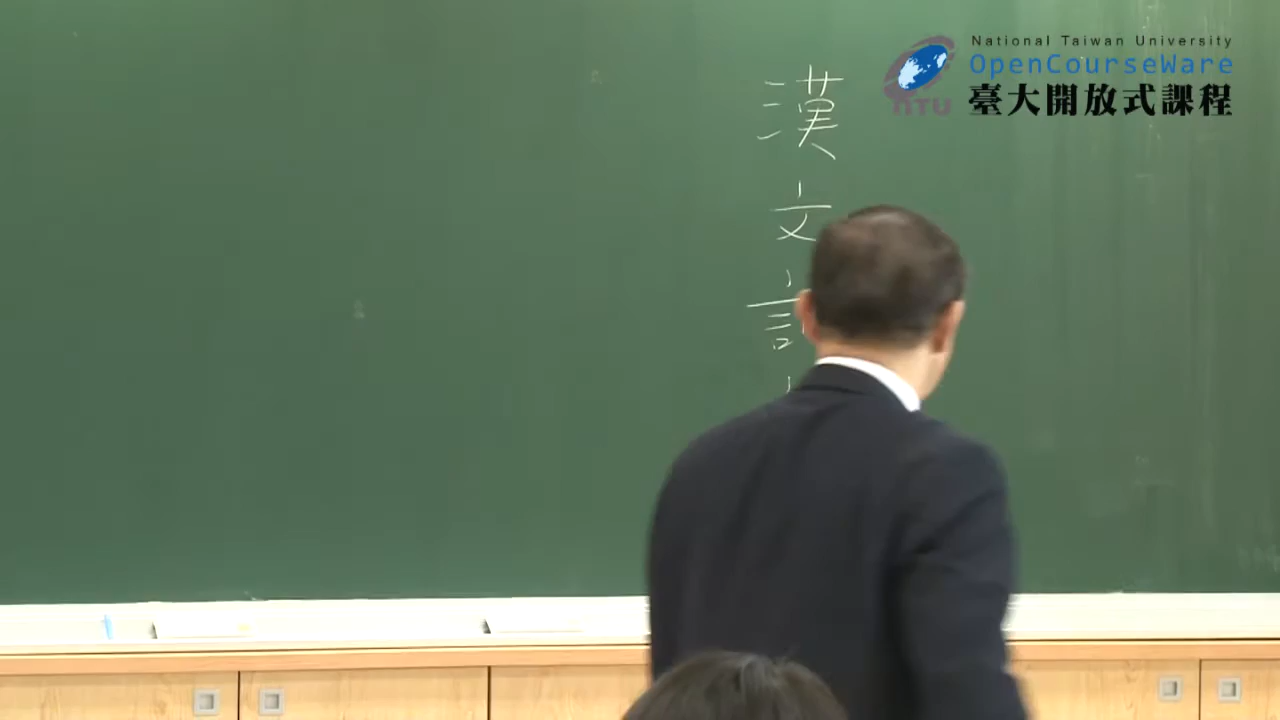 National Taiwan University
OpenCourseWare
臺大開放式課程
NTU
漢文